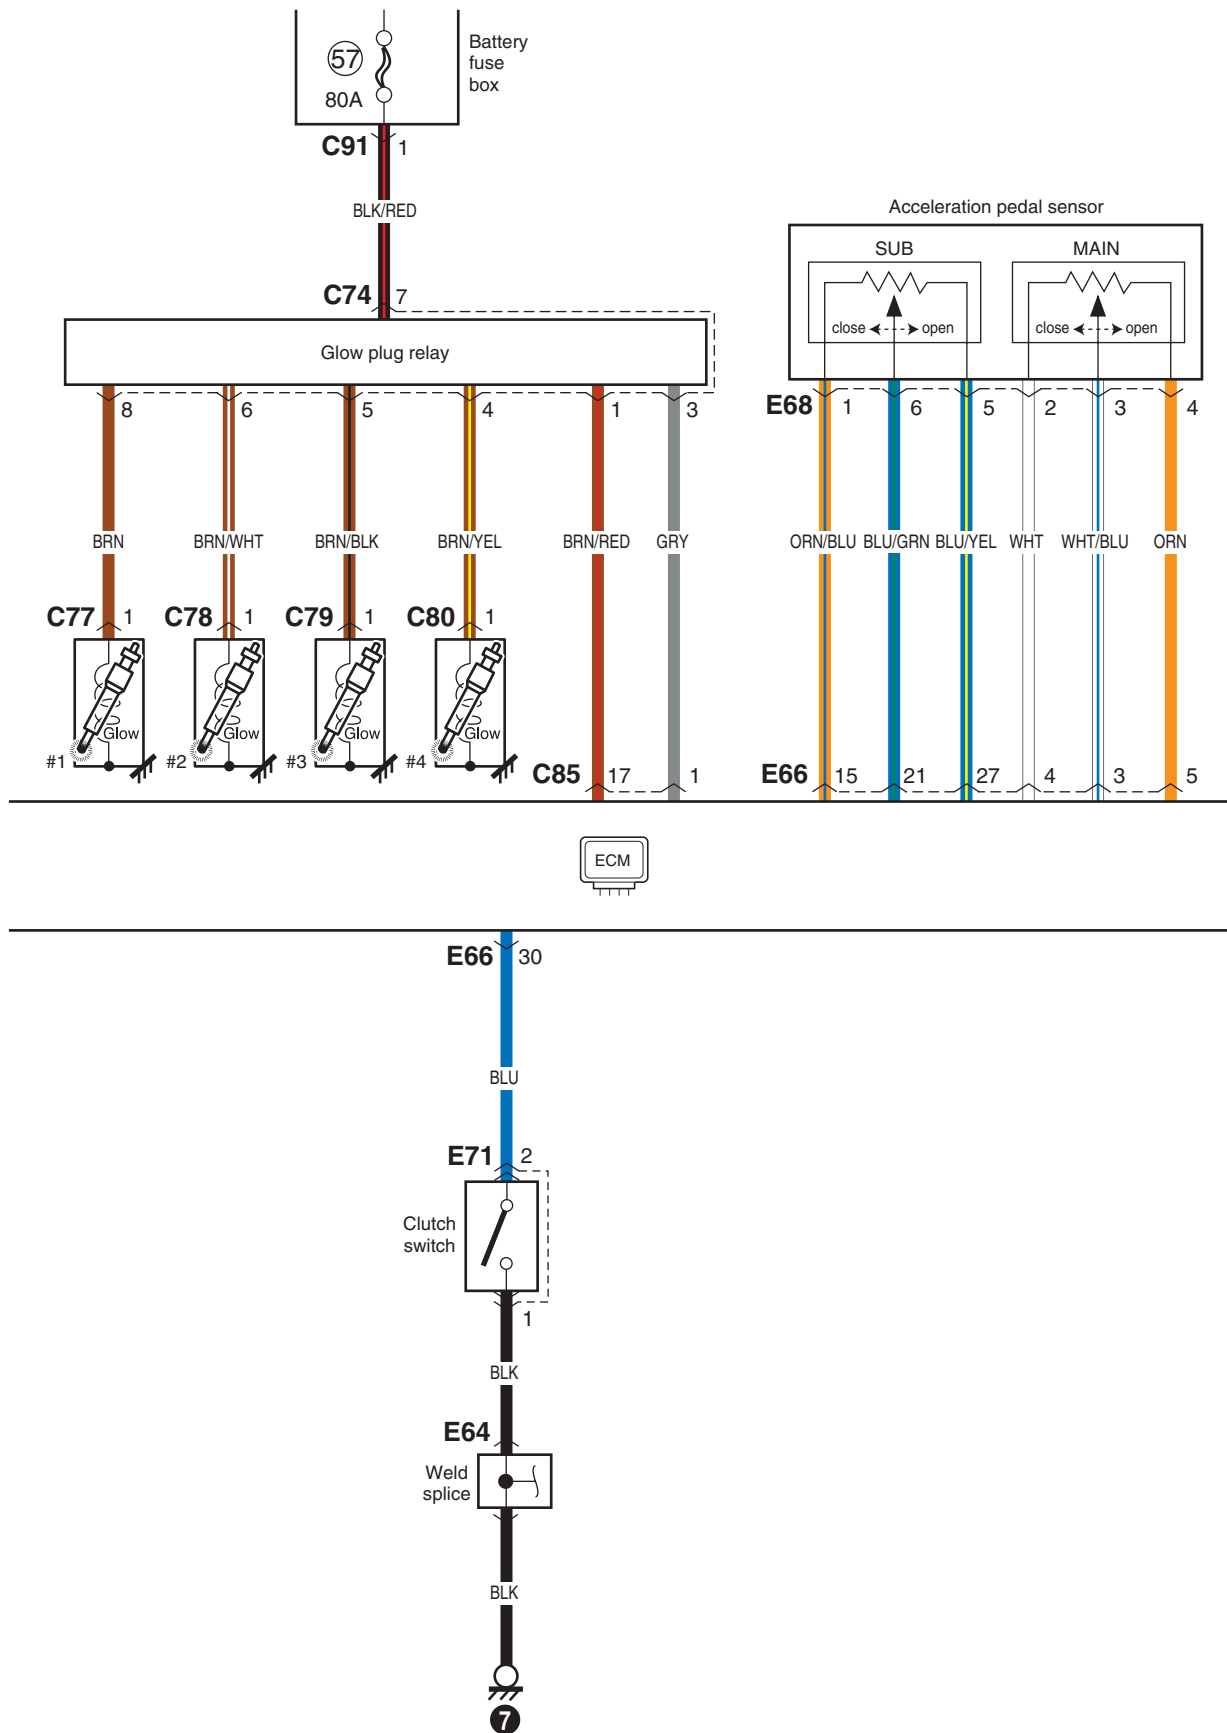 57
80A
Battery
fuse
box
C91 1
BLK/RED
C74 7
Glow plug relay
8 6 5 4 1 3
BRN BRN/WHT BRN/BLK BRN/YEL BRN/RED GRY
C77 1 C78 1 C79 1 C80 1
Glow Glow Glow Glow
#1 #2 #3 #4
C85 17 1
Acceleration pedal sensor
SUB MAIN
close open close open
E68 1 6 5 2 3 4
ORN/BLU BLU/GRN BLU/YEL WHT WHT/BLU ORN
E66 15 21 27 4 3 5
ECM
E66 30
BLU
E71 2
Clutch
switch
1
BLK
E64
Weld
splice
BLK
7